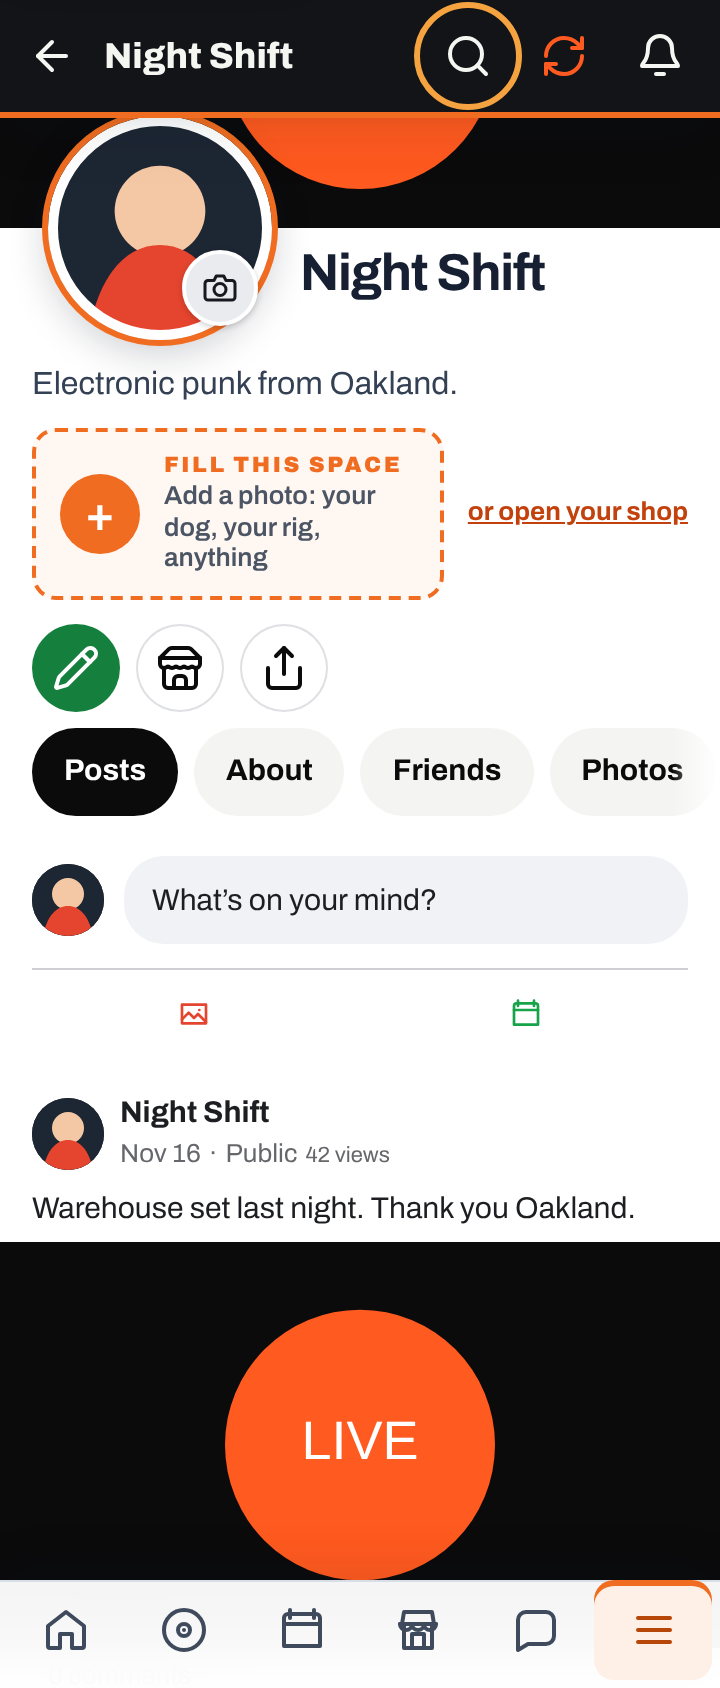 Night Shift
Night Shift
Electronic punk from Oakland.
FILL THIS SPACE
Add a photo: your
dog, your rig,
anything
or open your shop
Posts About Friends Photos
What’s on your mind?
Night Shift
Nov 16 · Public 42 views
Warehouse set last night. Thank you Oakland.
LIVE